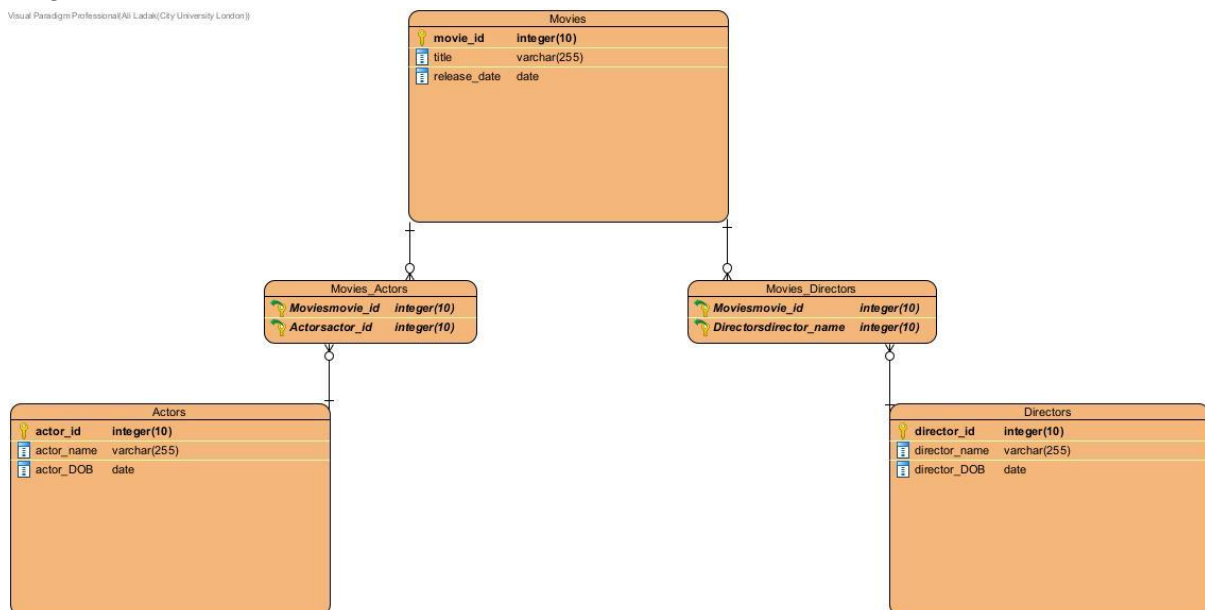 Visual Paradigm Professional(Ali Ladak(City University London))
Movies
movie_id integer(10)
title varchar(255)
release_date date
Movies_Actors
Moviesmovie_id integer(10)
Actorsactor_id integer(10)
Movies_Directors
Moviesmovie_id integer(10)
Directorsdirector_name integer(10)
Actors
actor_id integer(10)
actor_name varchar(255)
actor_DOB date
Directors
director_id integer(10)
director_name varchar(255)
director_DOB date